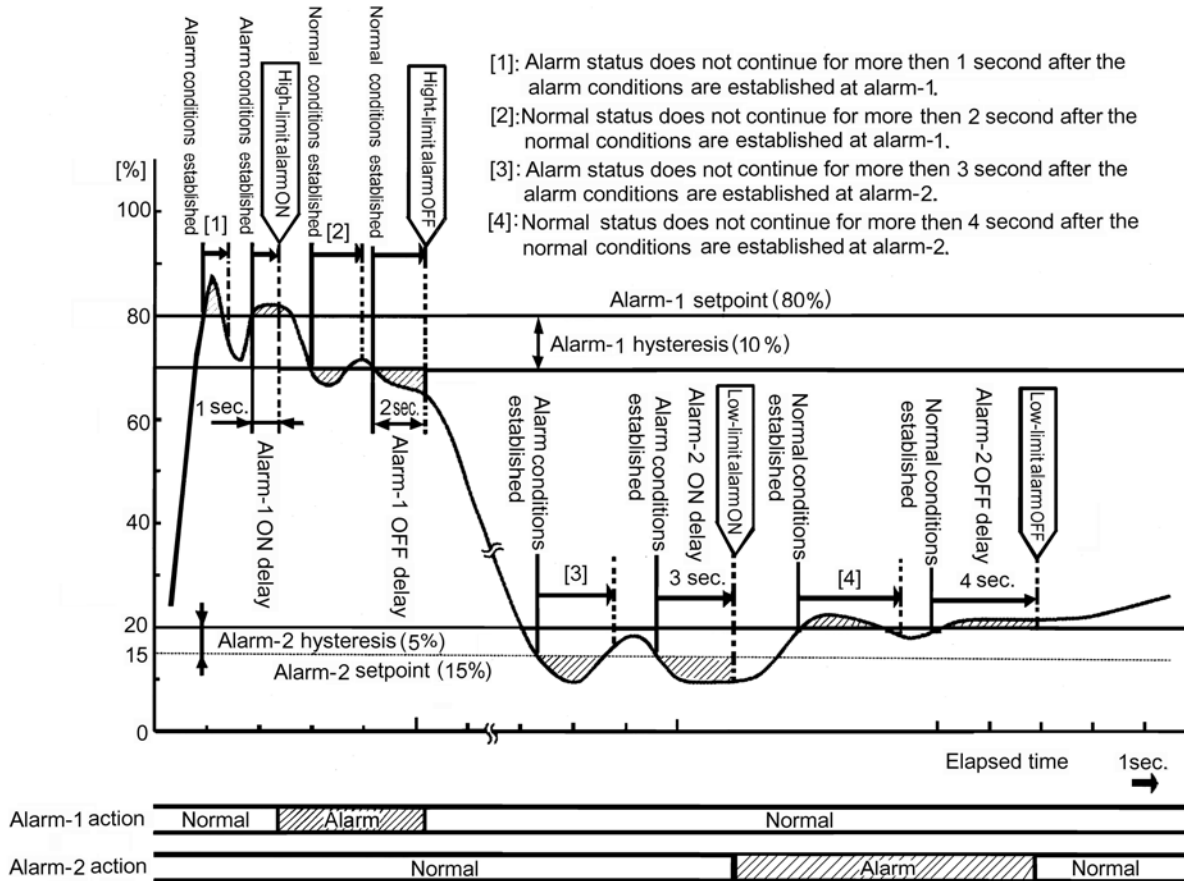 Alarm conditions established
Alarm conditions established
High-limit alarm ON
Normal conditions established
Normal conditions established
Hight-limit alarm OFF
[1]: Alarm status does not continue for more then 1 second after the
alarm conditions are established at alarm-1.
[2]:Normal status does not continue for more then 2 second after the
normal conditions are established at alarm-1.
[3]: Alarm status does not continue for more then 3 second after the
alarm conditions are established at alarm-2.
[4]: Normal status does not continue for more then 4 second after the
normal conditions are established at alarm-2.
[%]
100
80
60
40
20
15
0
[1]
[2]
Alarm-1 setpoint (80%)
Alarm-1 hysteresis (10%)
1 sec.
2sec.
Alarm-1 ON delay
Alarm-1 OFF delay
Alarm conditions
established
Alarm conditions
established
Alarm-2 ON delay
Low-limit alarm ON
Normal conditions
established
Normal conditions
established
Alarm-2 OFF delay
Low-limit alarm OFF
[3]
3 sec.
[4]
4 sec.
Alarm-2 hysteresis (5%)
Alarm-2 setpoint (15%)
Elapsed time
1sec.
Alarm-1 action
Normal
Alarm
Normal
Alarm-2 action
Normal
Alarm
Normal